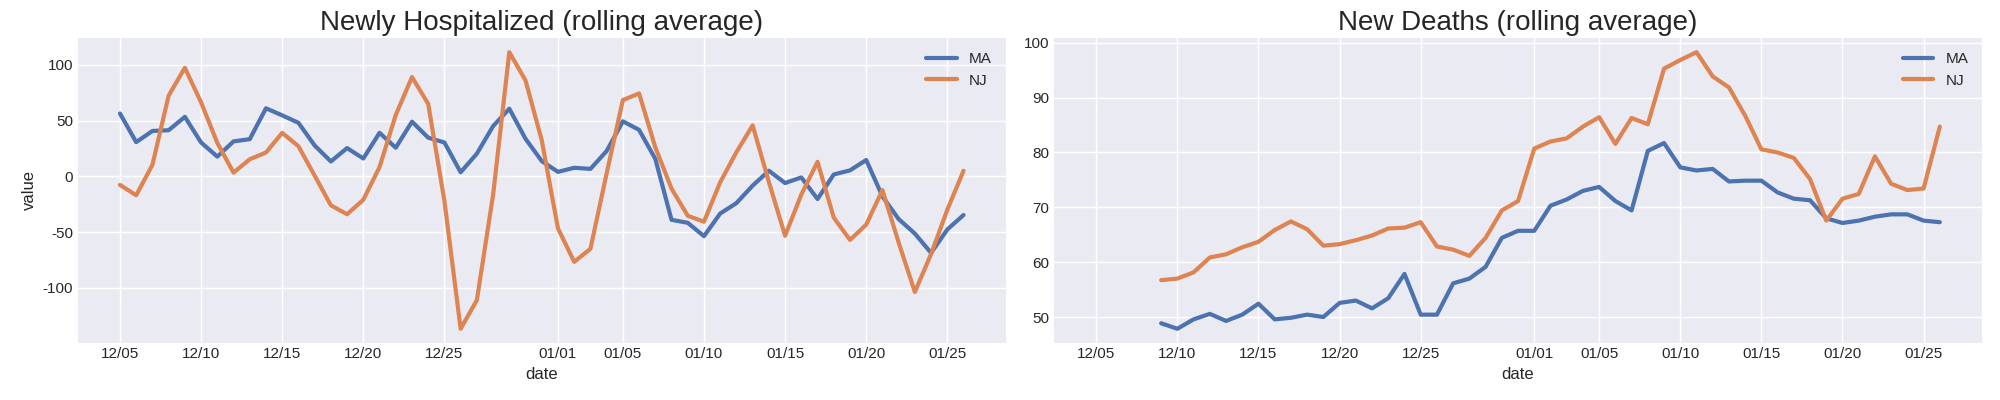 Newly Hospitalized (rolling average)
MA
NJ
100
50
0
-50
-100
value
12/05 12/10 12/15 12/20 12/25 01/01 01/05 01/10 01/15 01/20 01/25
date
New Deaths (rolling average)
MA
NJ
100
90
80
70
60
50
12/05 12/10 12/15 12/20 12/25 01/01 01/05 01/10 01/15 01/20 01/25
date